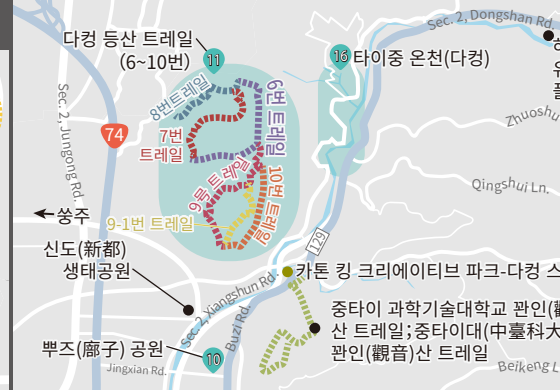 Sec. 2, Dongshan Rd.
다컹 등산 트레일
(6~10번)
11
16 타이중 온천(다컹)
Sec. 2, Jungong Rd.
8번트레일
6번 트레일
74
7번
트레일
Zhuoshu
9号 트레일
10번 트레일
Qingshui Ln.
쑹주
9-1번 트레일
129
신도(新都)
생태공원
카톤 킹 크리에이티브 파크-다컹 스
Sec. 2, Xiangshun Rd.
Buzi Rd.
중타이 과학기술대학교 꽌인(觀
산 트레일;중타이대(中臺科大
꽌인(觀音)산 트레일
뿌즈(廍子) 공원
10
Jingxian Rd.
Beikeng